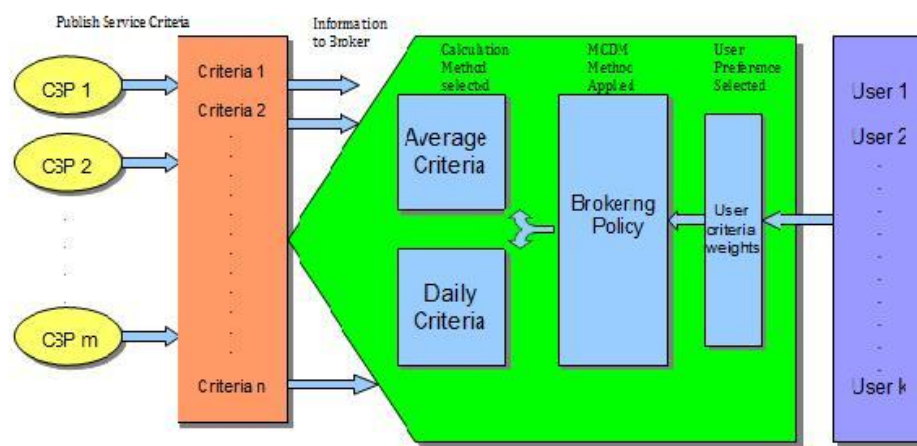 Publish Service Criteria
Information
to Broker
CSP 1
CSP 2
CSP m
Criteria 1
Criteria 2
Criteria n
Calculation
Method
selected
MCDM
Method
Applied
User
Preference
Selected
Average
Criteria
Daily
Criteria
Brokering
Policy
User
criteria
weights
User 1
User 2
User k